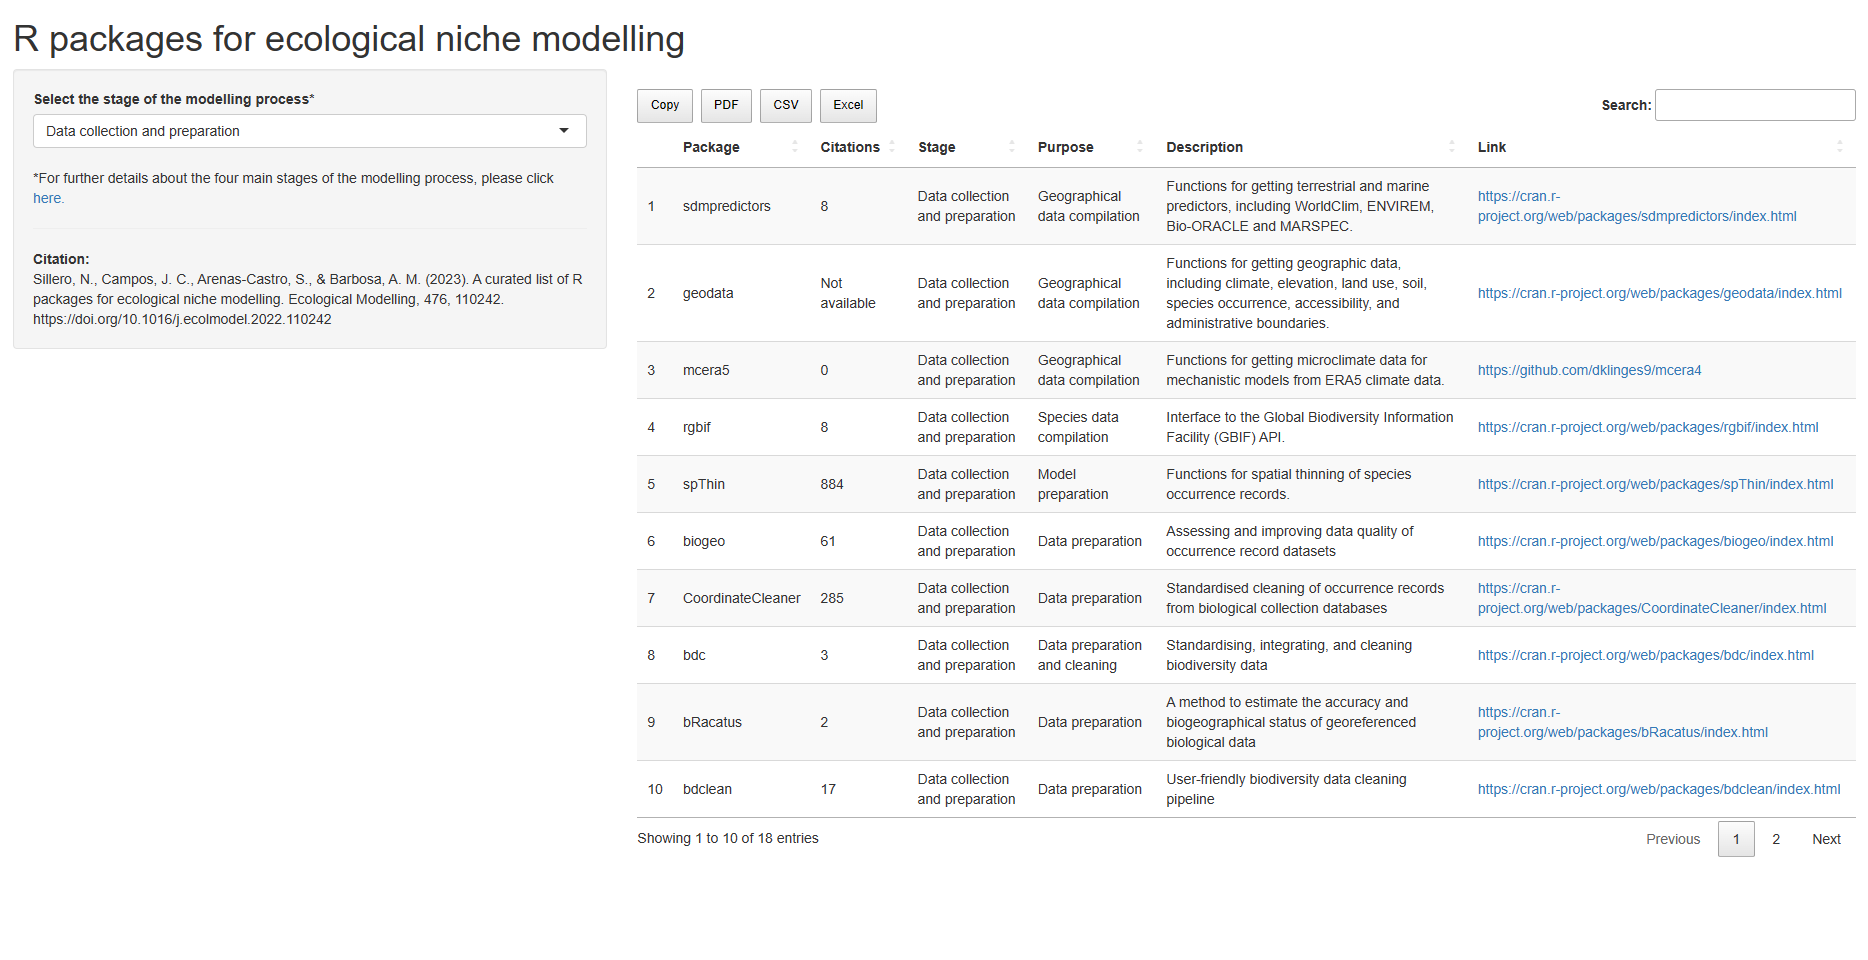 R packages for ecological niche modelling
Select the stage of the modelling process*
Data collection and preparation
*For further details about the four main stages of the modelling process, please click
here.
Citation:
Sillero, N., Campos, J. C., Arenas-Castro, S., & Barbosa, A. M. (2023). A curated list of R
packages for ecological niche modelling. Ecological Modelling, 476, 110242.
https://doi.org/10.1016/j.ecolmodel.2022.110242
Copy PDF CSV Excel Search:
Package Citations Stage Purpose Description Link
1 sdmpredictors 8 Data collection
and preparation Geographical
data compilation Functions for getting terrestrial and marine
predictors, including WorldClim, ENVIREM,
Bio-ORACLE and MARSPEC. https://cran.r-
project.org/web/packages/sdmpredictors/index.html
2 geodata Not
available Data collection
and preparation Geographical
data compilation Functions for getting geographic data,
including climate, elevation, land use, soil,
species occurrence, accessibility, and
administrative boundaries. https://cran.r-project.org/web/packages/geodata/index.html
3 mcera5 0 Data collection
and preparation Geographical
data compilation Functions for getting microclimate data for
mechanistic models from ERA5 climate data. https://github.com/dklinges9/mcera4
4 rgbif 8 Data collection
and preparation Species data
compilation Interface to the Global Biodiversity Information
Facility (GBIF) API. https://cran.r-project.org/web/packages/rgbif/index.html
5 spThin 884 Data collection
and preparation Model
preparation Functions for spatial thinning of species
occurrence records. https://cran.r-project.org/web/packages/spThin/index.html
6 biogeo 61 Data collection
and preparation Data preparation Assessing and improving data quality of
occurrence record datasets https://cran.r-project.org/web/packages/biogeo/index.html
7 CoordinateCleaner 285 Data collection
and preparation Data preparation Standardised cleaning of occurrence records
from biological collection databases https://cran.r-
project.org/web/packages/CoordinateCleaner/index.html
8 bdc 3 Data collection
and preparation Data preparation
and cleaning Standardising, integrating, and cleaning
biodiversity data https://cran.r-project.org/web/packages/bdc/index.html
9 bRacatus 2 Data collection
and preparation Data preparation A method to estimate the accuracy and
biogeographical status of georeferenced
biological data https://cran.r-
project.org/web/packages/bRacatus/index.html
10 bdclean 17 Data collection
and preparation Data preparation User-friendly biodiversity data cleaning
pipeline https://cran.r-project.org/web/packages/bdclean/index.html
Showing 1 to 10 of 18 entries
Previous 1 2 Next